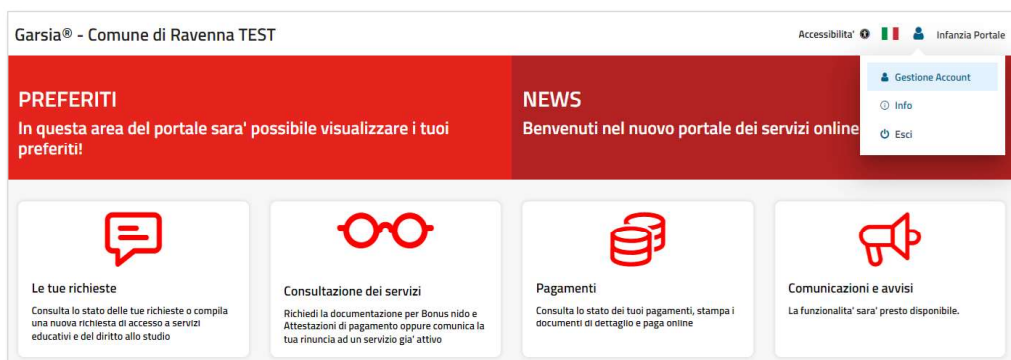 Garsia® - Comune di Ravenna TEST
Accessibilita' Infanzia Portale
Gestione Account
Info
Esci
PREFERITI
In questa area del portale sara' possibile visualizzare i tuoi
preferiti!
NEWS
Benvenuti nel nuovo portale dei servizi online
Le tue richieste
Consulta lo stato delle tue richieste o compila
una nuova richiesta di accesso a servizi
educativi e del diritto allo studio
Consultazione dei servizi
Richiedi la documentazione per Bonus nido e
Attestazioni di pagamento oppure comunica la
tua rinuncia ad un servizio gia' attivo
Pagamenti
Consulta lo stato dei tuoi pagamenti, stampa i
documenti di dettaglio e paga online
Comunicazioni e avvisi
La funzionalita' sara' presto disponibile.